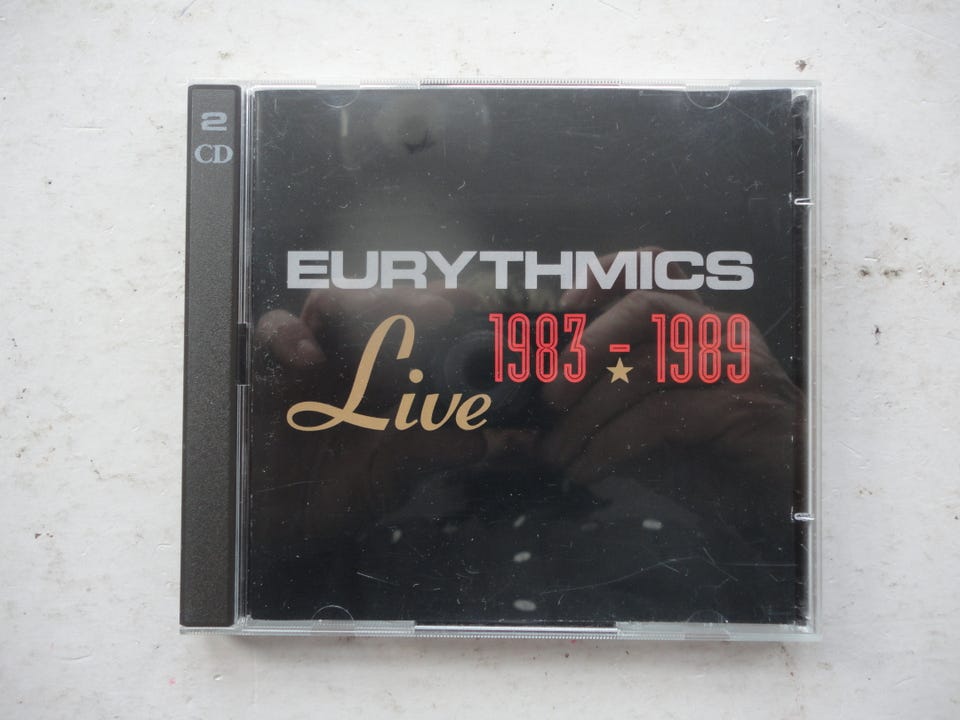 2
CD
EURYTHMICS
Live 1983 - 1989